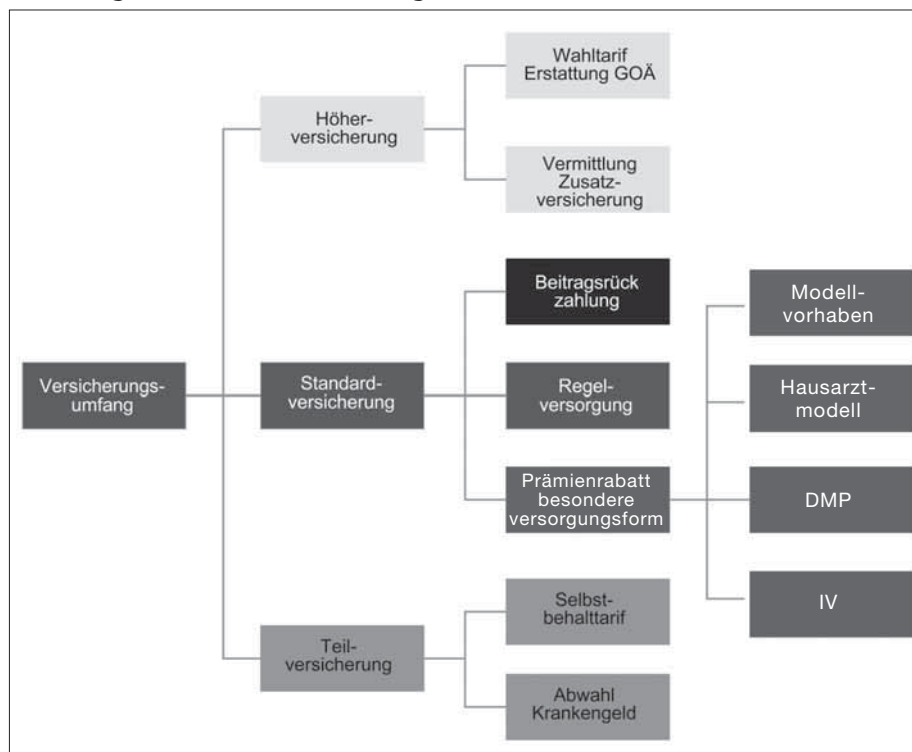 Wahltarif
Erstattung GOÄ
Höher-
versicherung
Vermittlung
Zusatz-
versicherung
Beitragsrück
zahlung
Modell-
vorhaben
Versicherungs-
umfang
Standard-
versicherung
Regel-
versorgung
Hausarzt-
modell
Prämienrabatt
besondere
versorgungsform
DMP
IV
Selbst-
behalttarif
Teil-
versicherung
Abwahl
Krankengeld